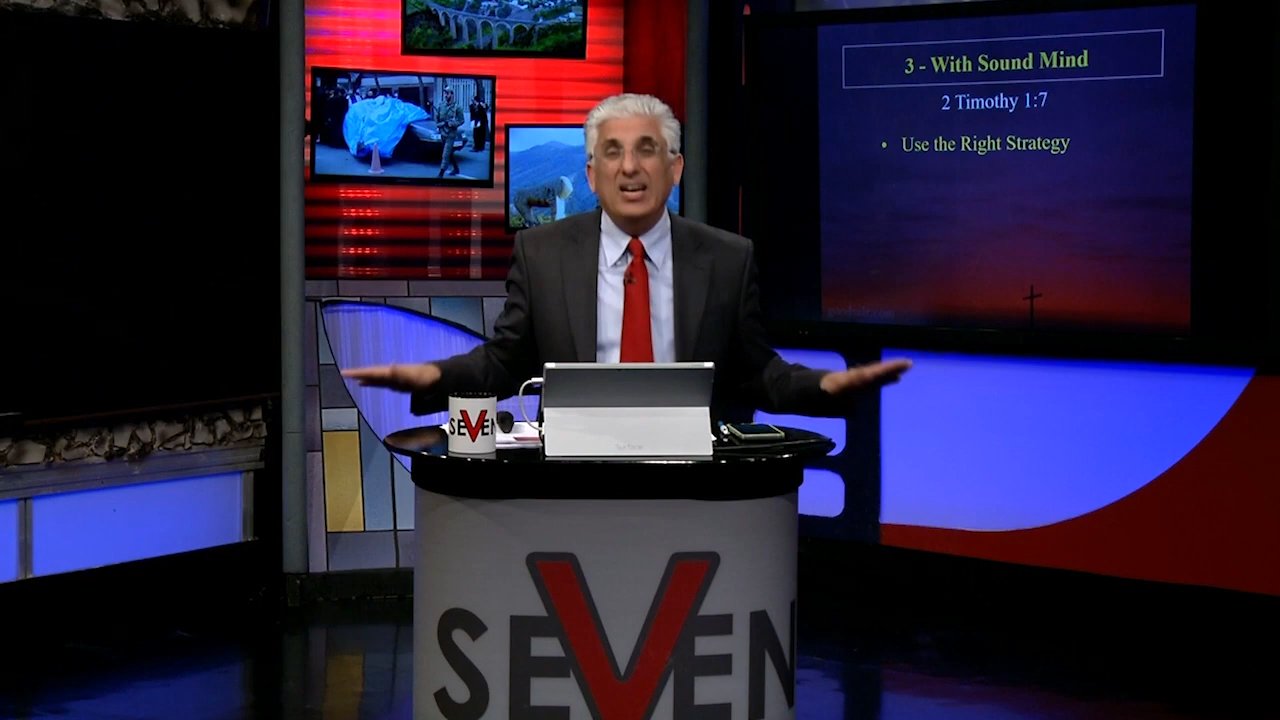 3 - With Sound Mind
2 Timothy 1:7
• Use the Right Strategy
SEVEN
SEVEN